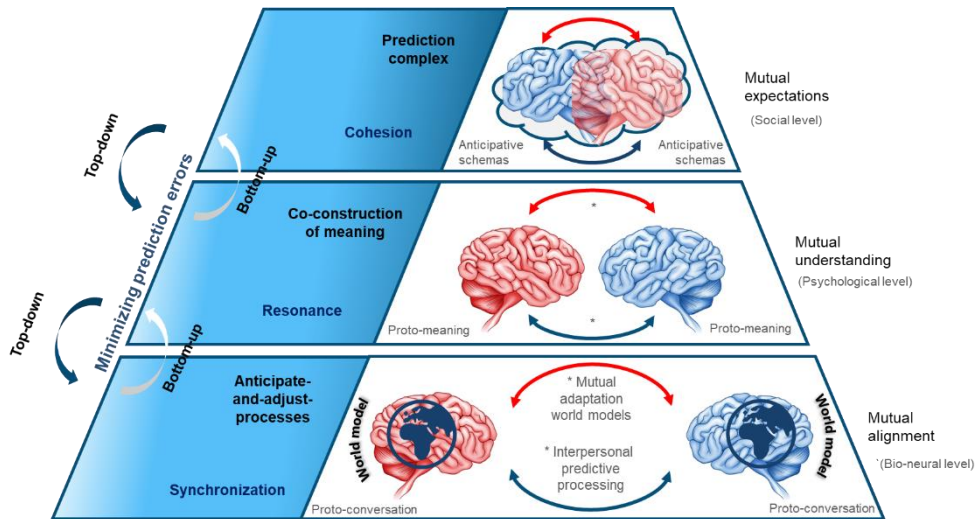 Prediction
complex
Cohesion
Anticipative
schemas
Anticipative
schemas
Mutual
expectations
(Social level)
Top-down
Bottom-up
Minimizing prediction errors
Co-construction
of meaning
Resonance
*
*
Proto-meaning
Proto-meaning
Mutual
understanding
(Psychological level)
Top-down
Bottom-up
Anticipate-
and-adjust-
processes
Synchronization
World model
* Mutual
adaptation
world models
* Interpersonal
predictive
processing
World model
Proto-conversation
Proto-conversation
Mutual
alignment
(Bio-neural level)